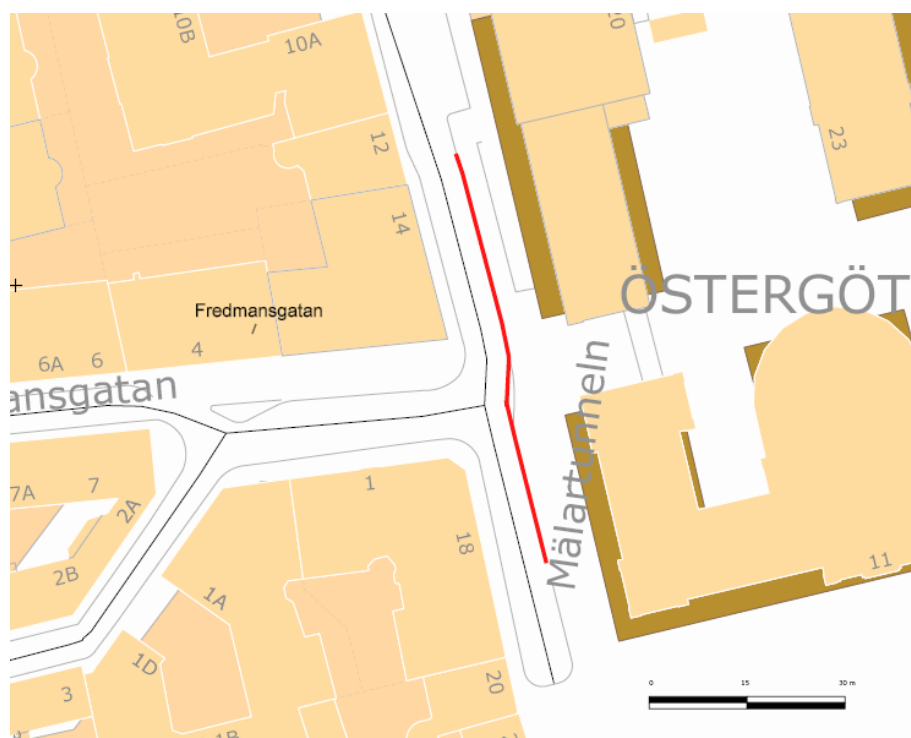 10B
10A
20
12
23
14
ÖSTERGÖT
Fredmansgatan
6A
6
4
ansgatan
Mälartunneln
7A
7
2A
1
18
2B
11
1A
1D
3
20
0
15
30 m
1B